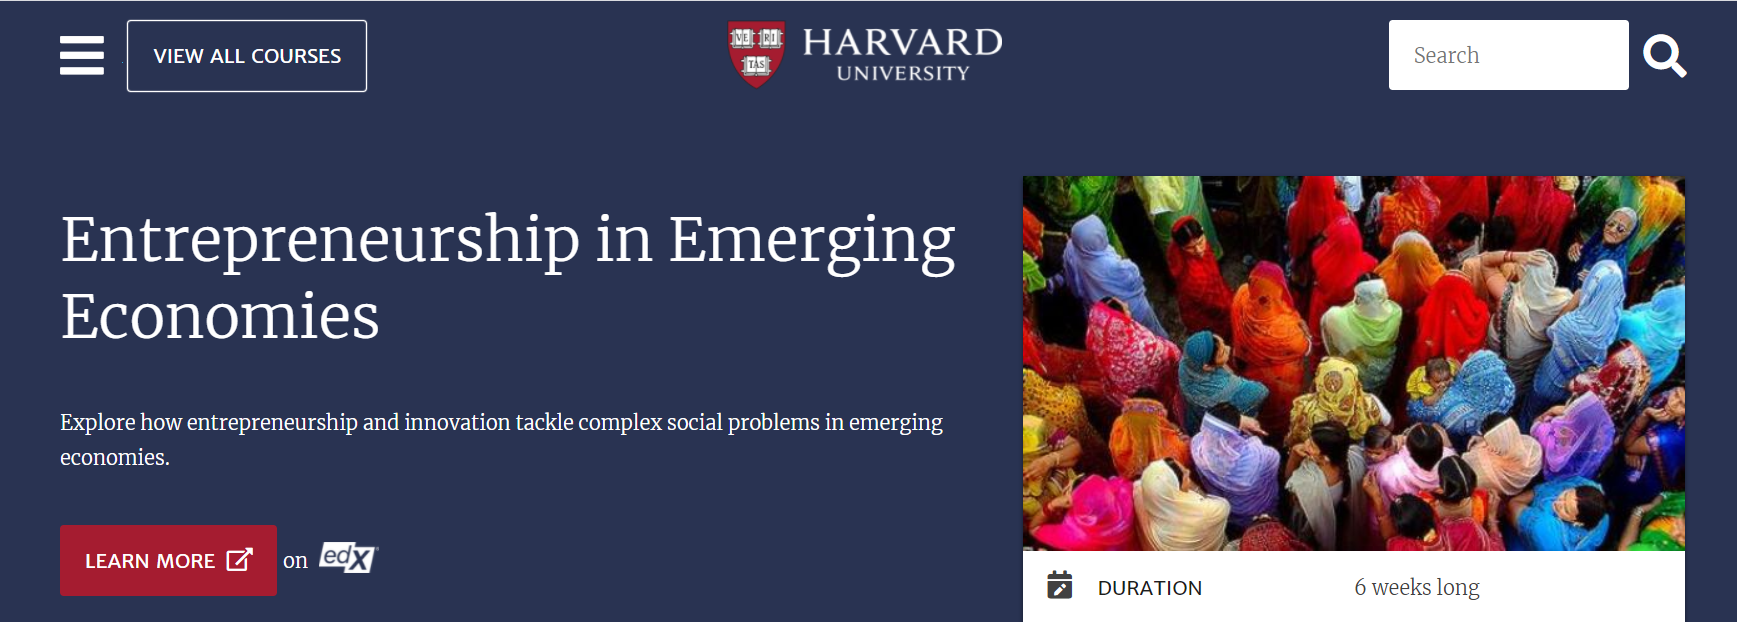 VIEW ALL COURSES
VE RI
TAS
HARVARD
UNIVERSITY
Search
Entrepreneurship in Emerging
Economies
Explore how entrepreneurship and innovation tackle complex social problems in emerging
economies.
LEARN MORE on edX
DURATION 6 weeks long